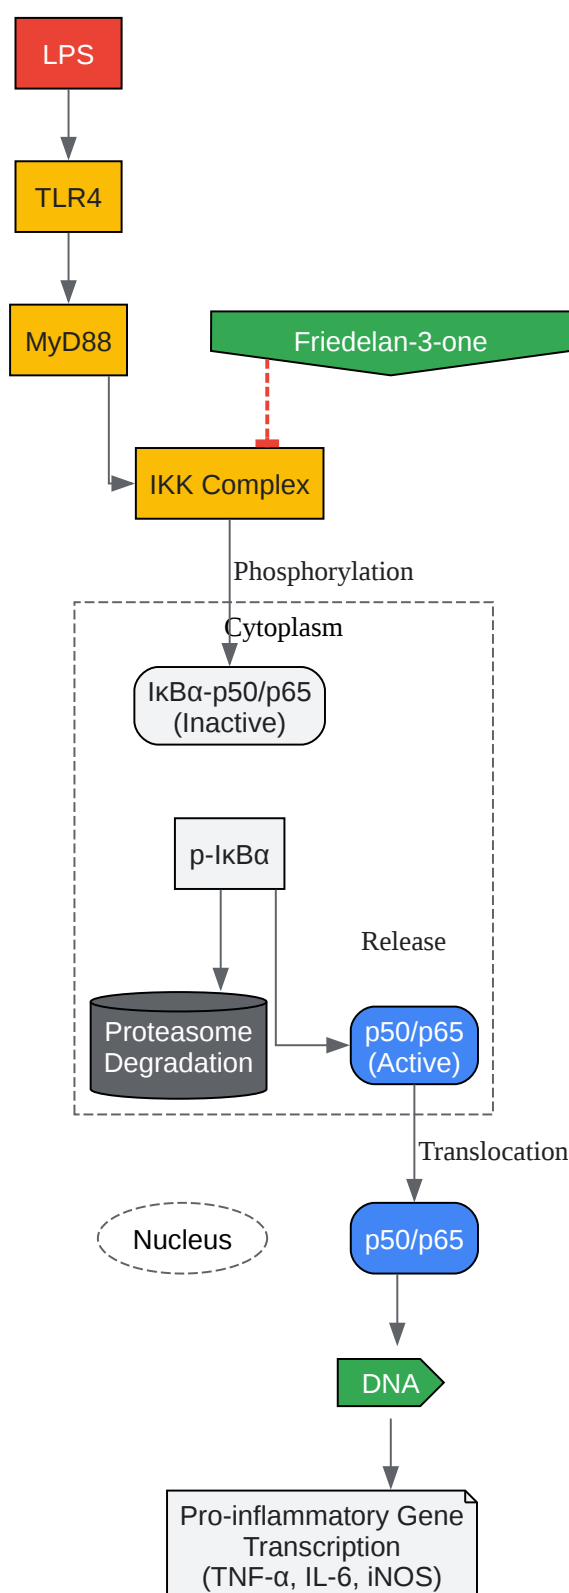 LPS
TLR4
MyD88
Friedelan-3-one
IKK Complex
Phosphorylation
Cytoplasm
IκBα-p50/p65
(Inactive)
p-IκBα
Release
Proteasome
Degradation
p50/p65
(Active)
Translocation
Nucleus
p50/p65
DNA
Pro-inflammatory Gene
Transcription
(TNF-α, IL-6, iNOS)